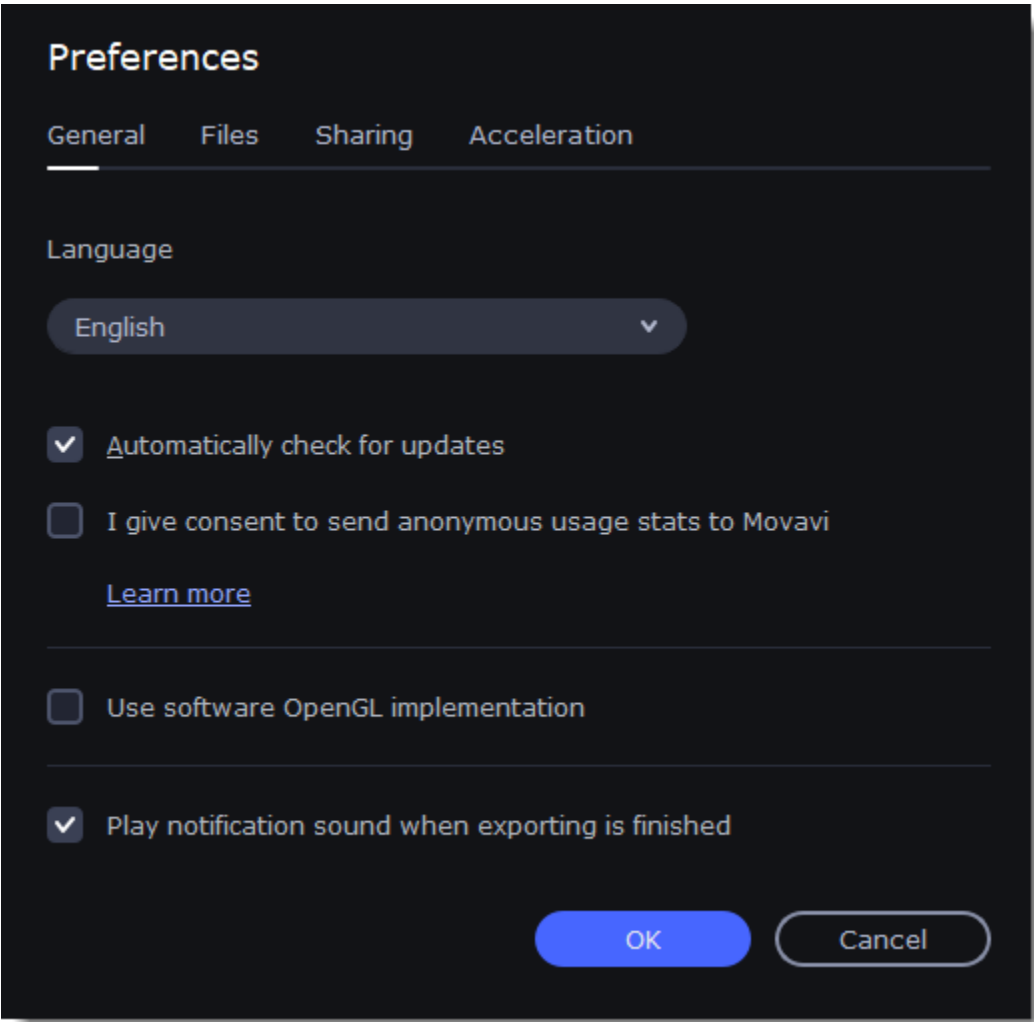 Preferences
General Files Sharing Acceleration
Language
English
Automatically check for updates
I give consent to send anonymous usage stats to Movavi
Learn more
Use software OpenGL implementation
Play notification sound when exporting is finished
OK Cancel